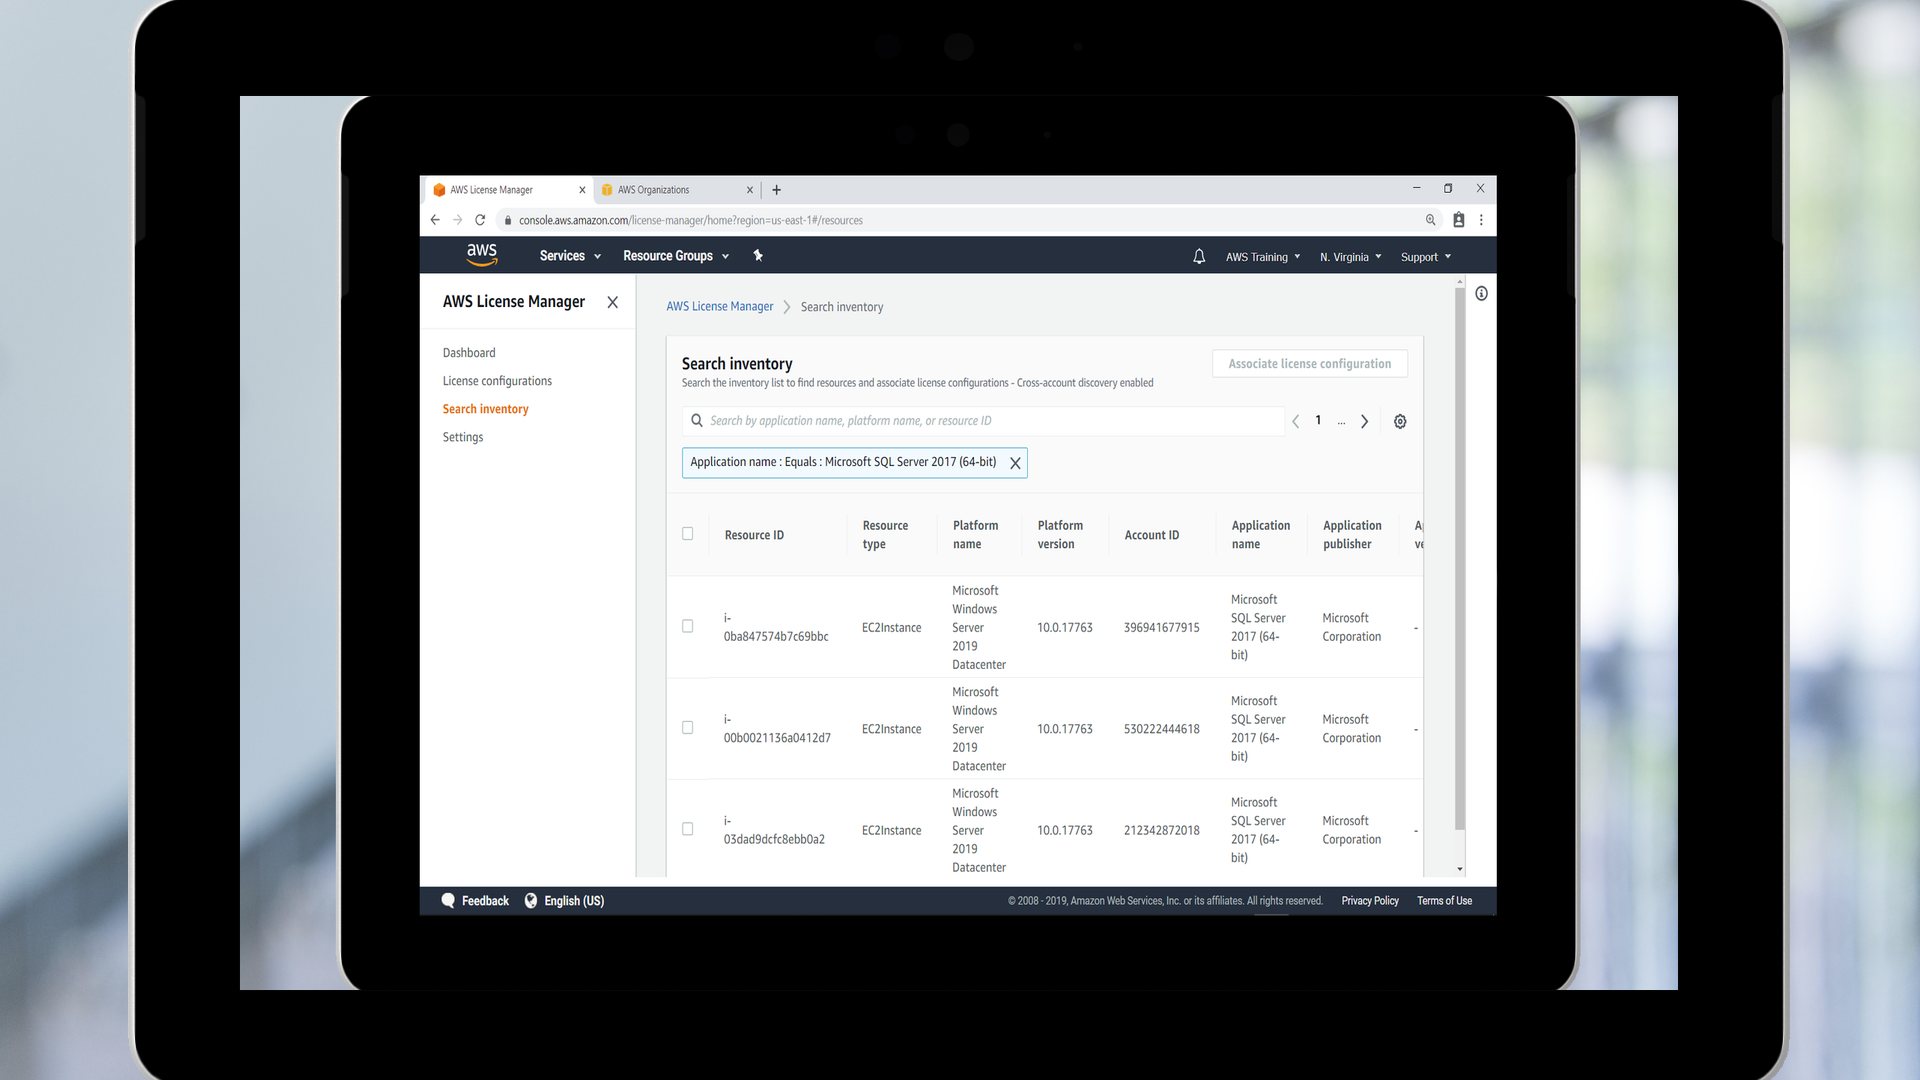 AWS License Manager
AWS Organizations
console.aws.amazon.com/license-manager/home?region=us-east-1#/resources
aws
Services
Resource Groups
AWS Training
N. Virginia
Support
AWS License Manager
Dashboard
License configurations
Search inventory
Settings
AWS License Manager
Search inventory
Search inventory
Associate license configuration
Search the inventory list to find resources and associate license configurations - Cross-account discovery enabled
Search by application name, platform name, or resource ID
1
...
Application name : Equals : Microsoft SQL Server 2017 (64-bit)
Resource ID
Resource
type
Platform
name
Platform
version
Account ID
Application
name
Application
publisher
i-
0ba847574b7c69bbc
EC2Instance
Microsoft
Windows
Server
2019
Datacenter
10.0.17763
396941677915
Microsoft
SQL Server
2017 (64-
bit)
Microsoft
Corporation
-
i-
00b0021136a0412d7
EC2Instance
Microsoft
Windows
Server
2019
Datacenter
10.0.17763
530222444618
Microsoft
SQL Server
2017 (64-
bit)
Microsoft
Corporation
-
i-
03dad9dcfc8ebb0a2
EC2Instance
Microsoft
Windows
Server
2019
Datacenter
10.0.17763
212342872018
Microsoft
SQL Server
2017 (64-
bit)
Microsoft
Corporation
-
Feedback
English (US)
© 2008 - 2019, Amazon Web Services, Inc. or its affiliates. All rights reserved.
Privacy Policy
Terms of Use